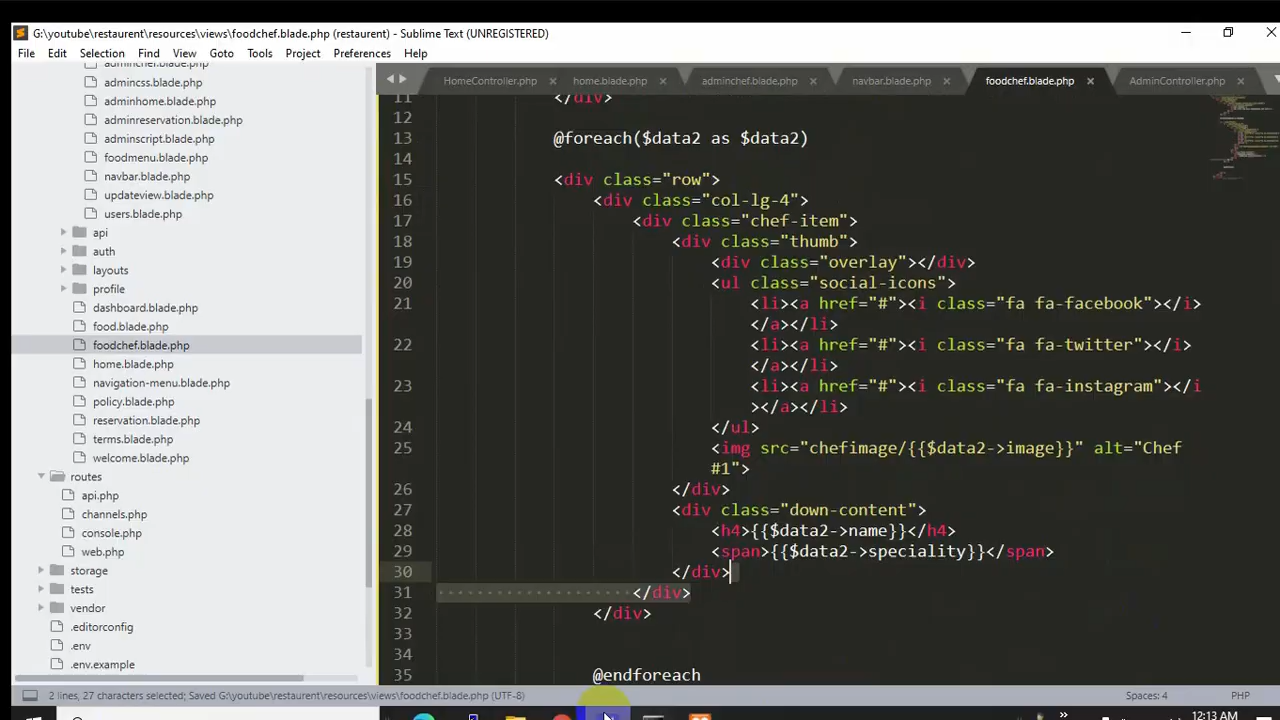 G:\youtube\restaurent\resources\views\foodchef.blade.php (restaurent) - Sublime Text (UNREGISTERED)
File Edit Selection Find View Goto Tools Project Preferences Help
HomeController.php × home.blade.php × adminchef.blade.php × navbar.blade.php × foodchef.blade.php × AdminController.php ×
adminchef.blade.php
admincss.blade.php
adminhome.blade.php
adminreservation.blade.php
adminscript.blade.php
foodmenu.blade.php
navbar.blade.php
updateview.blade.php
users.blade.php
api
auth
layouts
profile
dashboard.blade.php
food.blade.php
foodchef.blade.php
home.blade.php
navigation-menu.blade.php
policy.blade.php
reservation.blade.php
terms.blade.php
welcome.blade.php
routes
api.php
channels.php
console.php
web.php
storage
tests
vendor
.editorconfig
.env
.env.example
11 </div>
12
13 @foreach($data2 as $data2)
14
15 <div class="row">
16 <div class="col-lg-4">
17 <div class="chef-item">
18 <div class="thumb">
19 <div class="overlay"></div>
20 <ul class="social-icons">
21 <li><a href="#"><i class="fa fa-facebook"></i>
</a></li>
22 <li><a href="#"><i class="fa fa-twitter"></i>
</a></li>
23 <li><a href="#"><i class="fa fa-instagram"></i
></a></li>
24 </ul>
25 <img src="chefimage/{{$data2->image}}" alt="Chef
#1">
26 </div>
27 <div class="down-content">
28 <h4>{{$data2->name}}</h4>
29 <span>{{$data2->speciality}}</span>
30 </div>
31 </div>
32 </div>
33
34
35 @endforeach
2 lines, 27 characters selected; Saved G:\youtube\restaurent\resources\views\foodchef.blade.php (UTF-8) Spaces: 4 PHP
12:13 AM